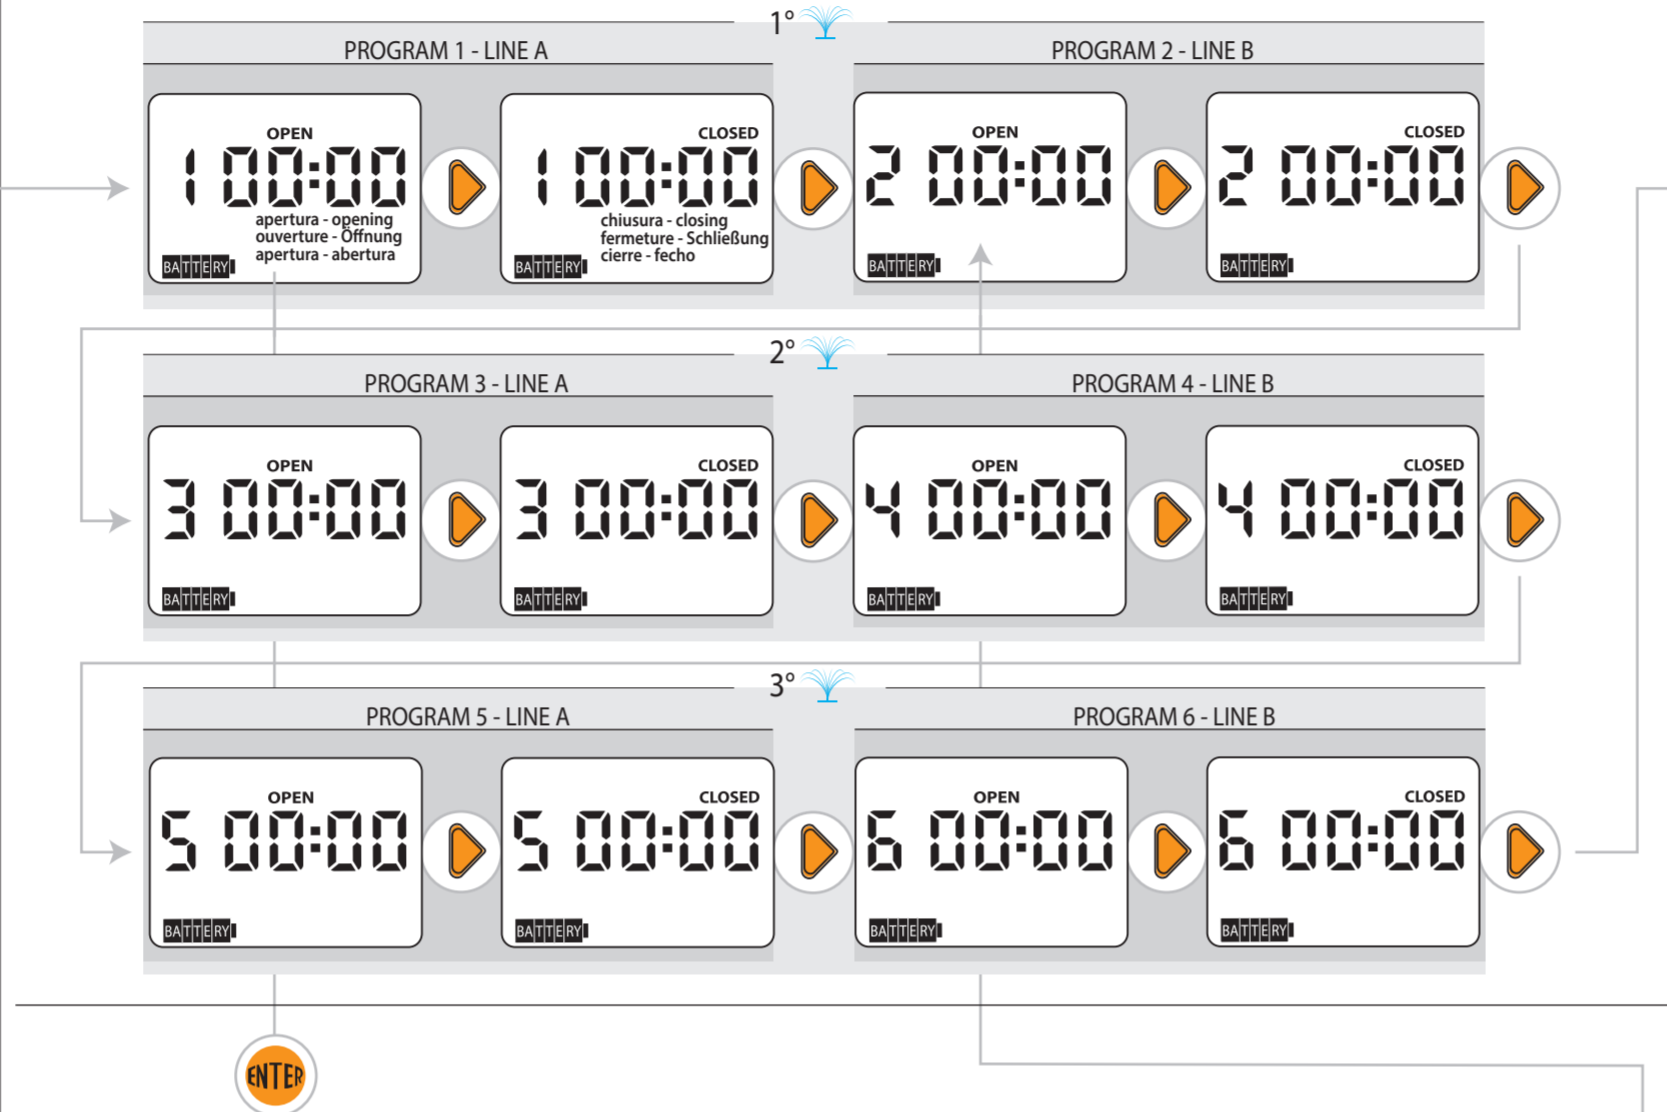 1°
PROGRAM 1 - LINE A
PROGRAM 2 - LINE B
OPEN
1 00:00
apertura - opening
ouverture - Öffnung
apertura - abertura
BATTERY
CLOSED
1 00:00
chiusura - closing
fermeture - Schließung
cierre - fecho
BATTERY
OPEN
2 00:00
BATTERY
CLOSED
2 00:00
BATTERY
2°
PROGRAM 3 - LINE A
PROGRAM 4 - LINE B
OPEN
3 00:00
BATTERY
CLOSED
3 00:00
BATTERY
OPEN
4 00:00
BATTERY
CLOSED
4 00:00
BATTERY
3°
PROGRAM 5 - LINE A
PROGRAM 6 - LINE B
OPEN
5 00:00
BATTERY
CLOSED
5 00:00
BATTERY
OPEN
6 00:00
BATTERY
CLOSED
6 00:00
BATTERY
ENTER